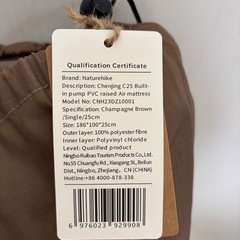 Qualification Certificate
Brand: Naturehike
Description: Chenjing C25 Built-
in pump PVC raised Air mattress
Model No: CNH23DZ10001
Specification: Champagne Brown
/Single/25cm
Size: 186*100*25cm
Outer layer: 100% polyester fibre
Inner layer: Polyvinyl chloride
Level: Qualified product
Ningbo Ruibao Tourism Products Co., Ltd.
No.55 Chuangfu Rd., Xiaogang St., Beilun
Dist., Ningbo, Zhejiang., CN (CHINA)
Hotline:+86 4000-878-338
6 976023 929908